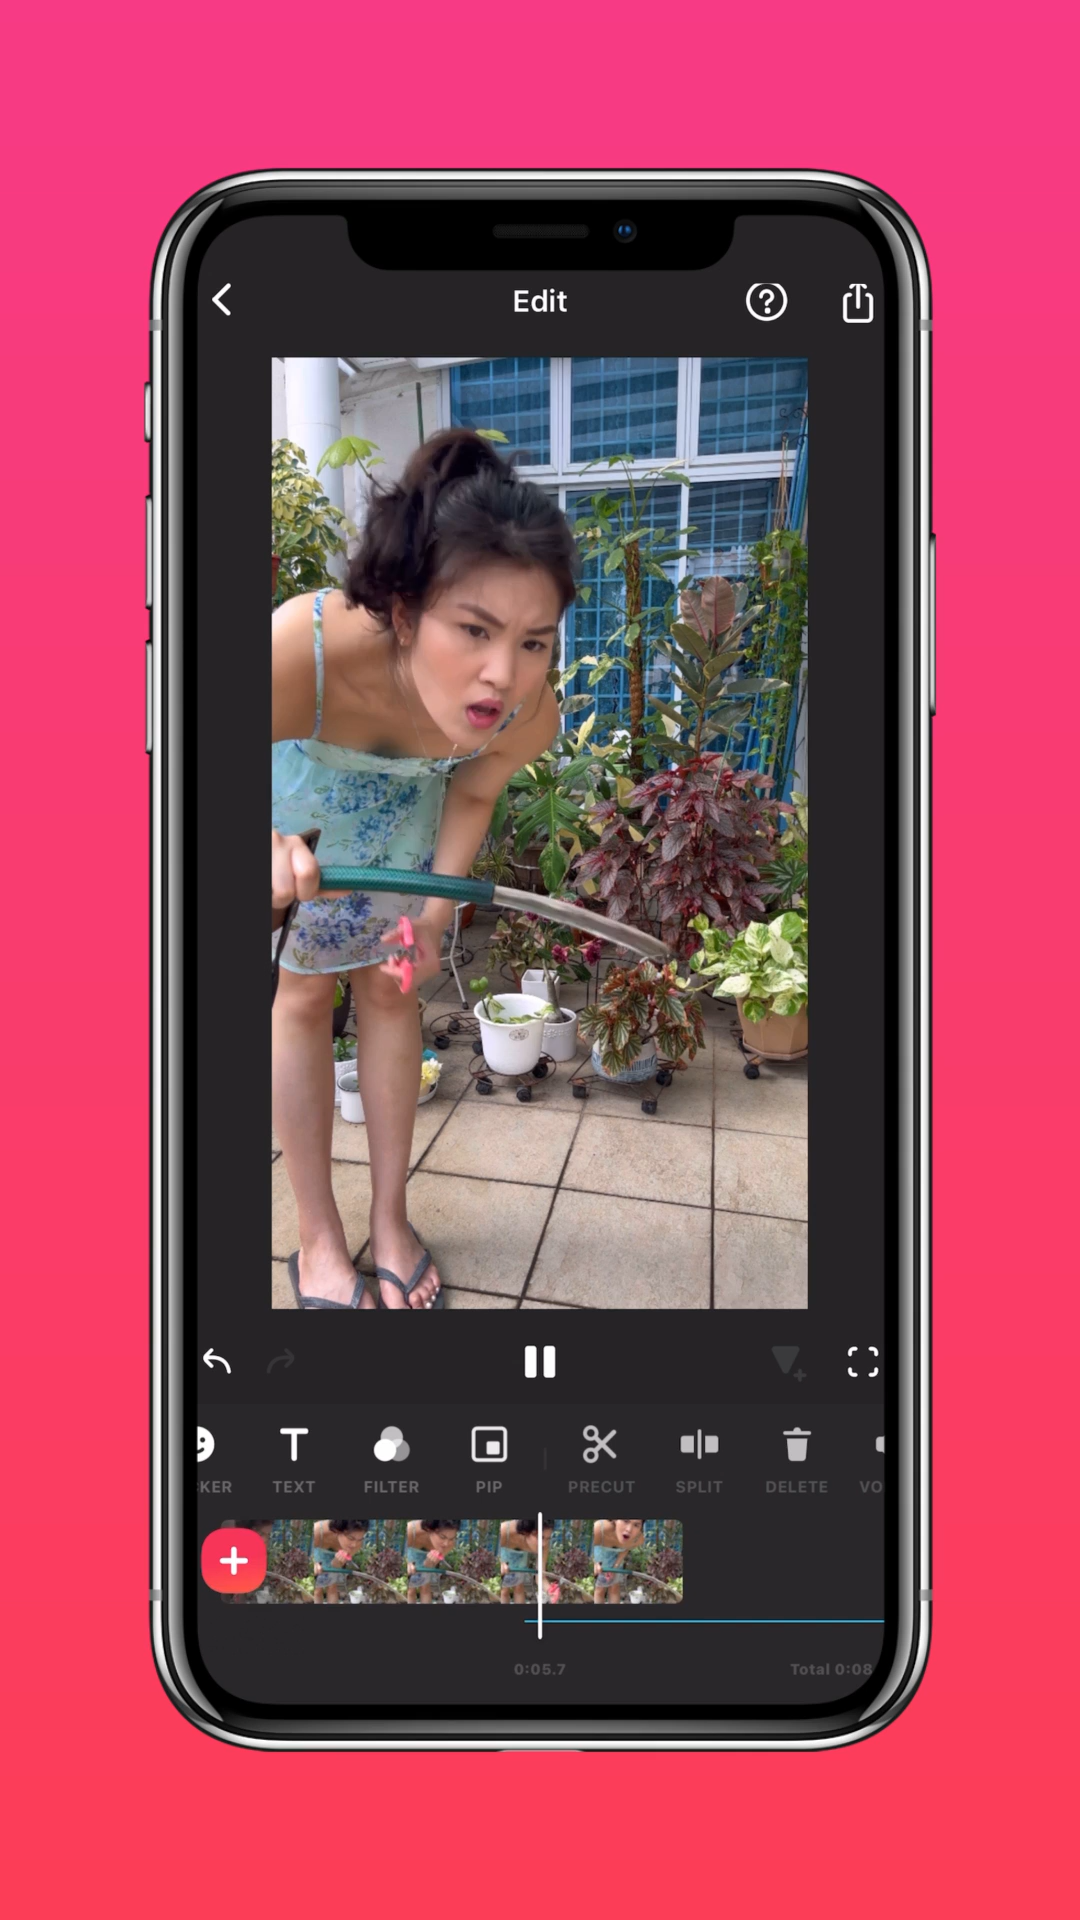 Edit
KER
TEXT
FILTER
PIP
PRECUT
SPLIT
DELETE
VO
0:05.7
Total 0:08